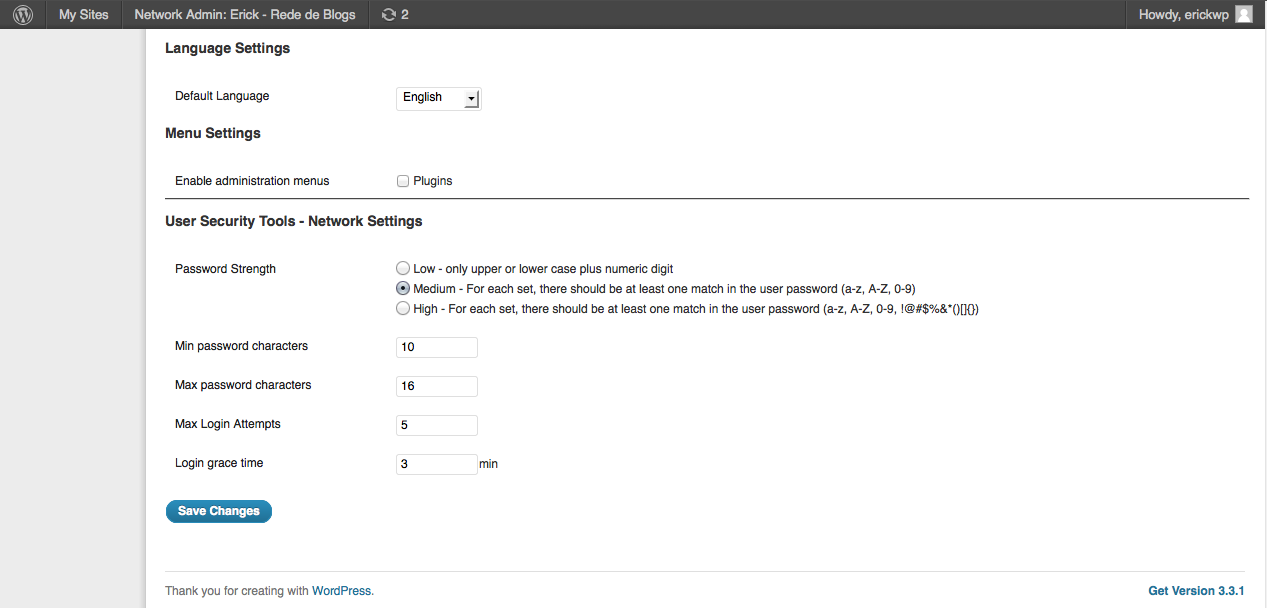 My Sites Network Admin: Erick - Rede de Blogs 2 Howdy, erickwp
Language Settings
Default Language English
Menu Settings
Enable administration menus Plugins
User Security Tools - Network Settings
Password Strength Low - only upper or lower case plus numeric digit
Medium - For each set, there should be at least one match in the user password (a-z, A-Z, 0-9)
High - For each set, there should be at least one match in the user password (a-z, A-Z, 0-9, !@#$%&*()[]{})
Min password characters 10
Max password characters 16
Max Login Attempts 5
Login grace time 3 min
Save Changes
Thank you for creating with WordPress. Get Version 3.3.1